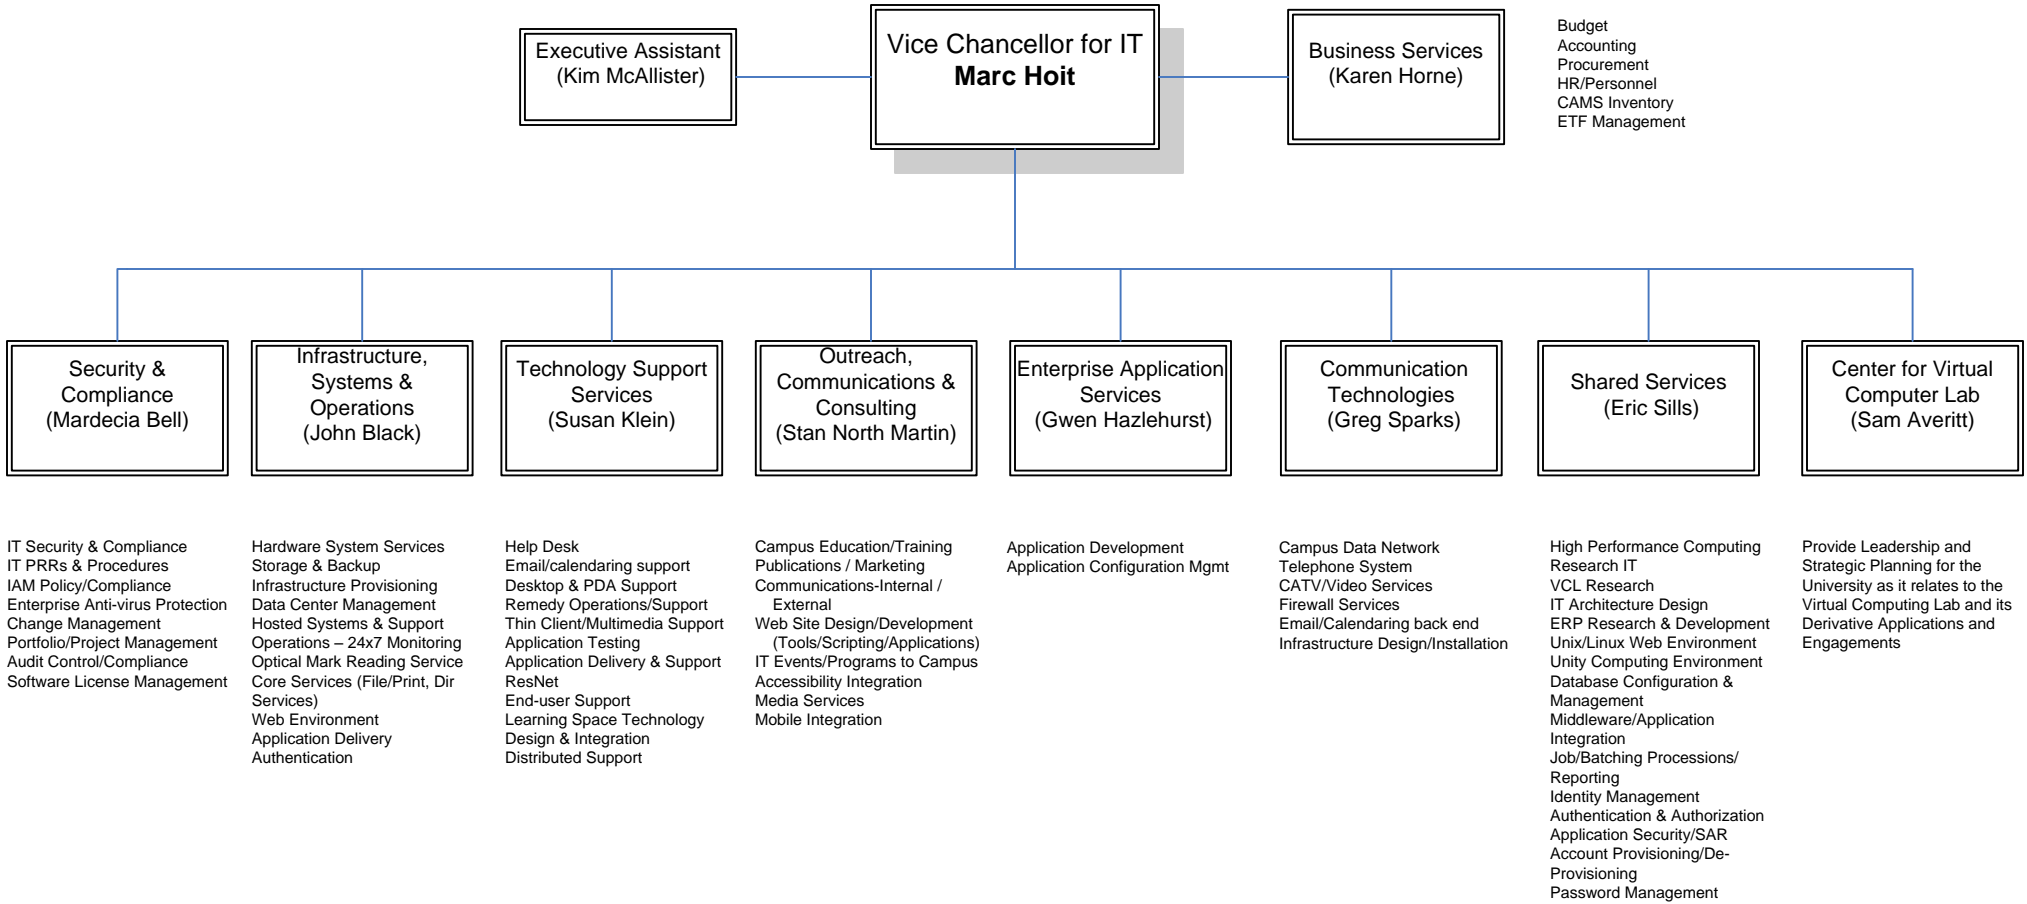 Executive Assistant
(Kim McAllister)
Vice Chancellor for IT
Marc Hoit
Business Services
(Karen Horne)
Budget
Accounting
Procurement
HR/Personnel
CAMS Inventory
ETF Management
Security &
Compliance
(Mardecia Bell)
Infrastructure,
Systems &
Operations
(John Black)
Technology Support
Services
(Susan Klein)
Outreach,
Communications &
Consulting
(Stan North Martin)
Enterprise Application
Services
(Gwen Hazlehurst)
Communication
Technologies
(Greg Sparks)
Shared Services
(Eric Sills)
Center for Virtual
Computer Lab
(Sam Averitt)
IT Security & Compliance
IT PRRs & Procedures
IAM Policy/Compliance
Enterprise Anti-virus Protection
Change Management
Portfolio/Project Management
Audit Control/Compliance
Software License Management
Hardware System Services
Storage & Backup
Infrastructure Provisioning
Data Center Management
Hosted Systems & Support
Operations – 24x7 Monitoring
Optical Mark Reading Service
Core Services (File/Print, Dir
Services)
Web Environment
Application Delivery
Authentication
Help Desk
Email/calendaring support
Desktop & PDA Support
Remedy Operations/Support
Thin Client/Multimedia Support
Application Testing
Application Delivery & Support
ResNet
End-user Support
Learning Space Technology
Design & Integration
Distributed Support
Campus Education/Training
Publications / Marketing
Communications-Internal /
External
Web Site Design/Development
(Tools/Scripting/Applications)
IT Events/Programs to Campus
Accessibility Integration
Media Services
Mobile Integration
Application Development
Application Configuration Mgmt
Campus Data Network
Telephone System
CATV/Video Services
Firewall Services
Email/Calendaring back end
Infrastructure Design/Installation
High Performance Computing
Research IT
VCL Research
IT Architecture Design
ERP Research & Development
Unix/Linux Web Environment
Unity Computing Environment
Database Configuration &
Management
Middleware/Application
Integration
Job/Batching Processions/
Reporting
Identity Management
Authentication & Authorization
Application Security/SAR
Account Provisioning/De-
Provisioning
Password Management
Provide Leadership and
Strategic Planning for the
University as it relates to the
Virtual Computing Lab and its
Derivative Applications and
Engagements